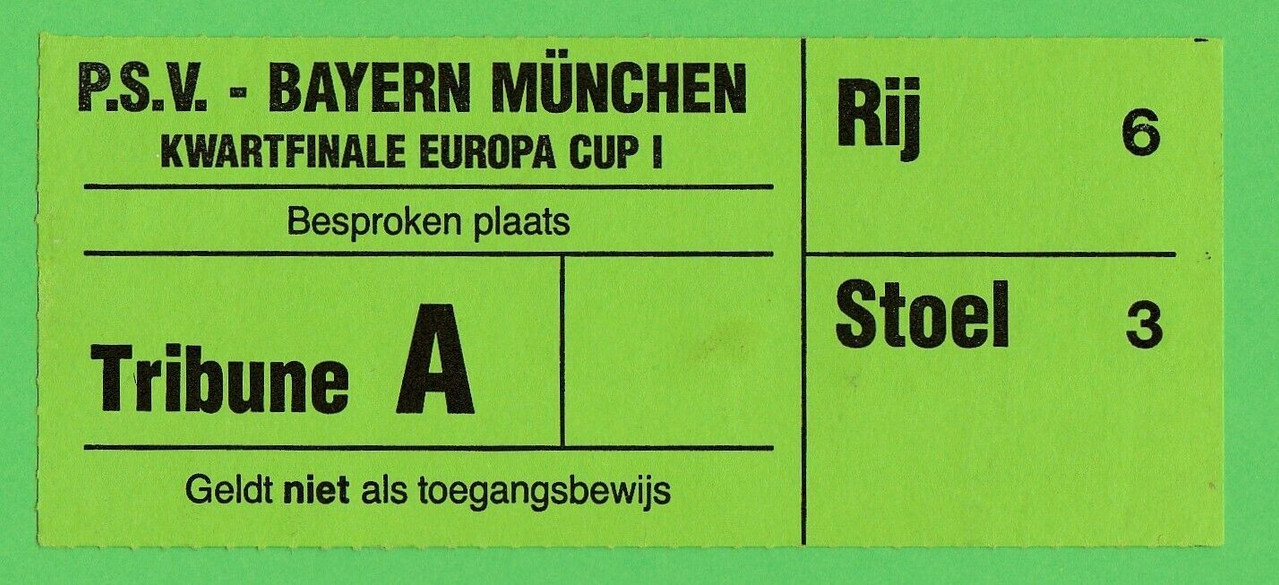 P.S.V. - BAYERN MÜNCHEN
KWARTFINALE EUROPA CUP I
Besproken plaats
Tribune A
Geldt niet als toegangsbewijs
Rij 6
Stoel 3